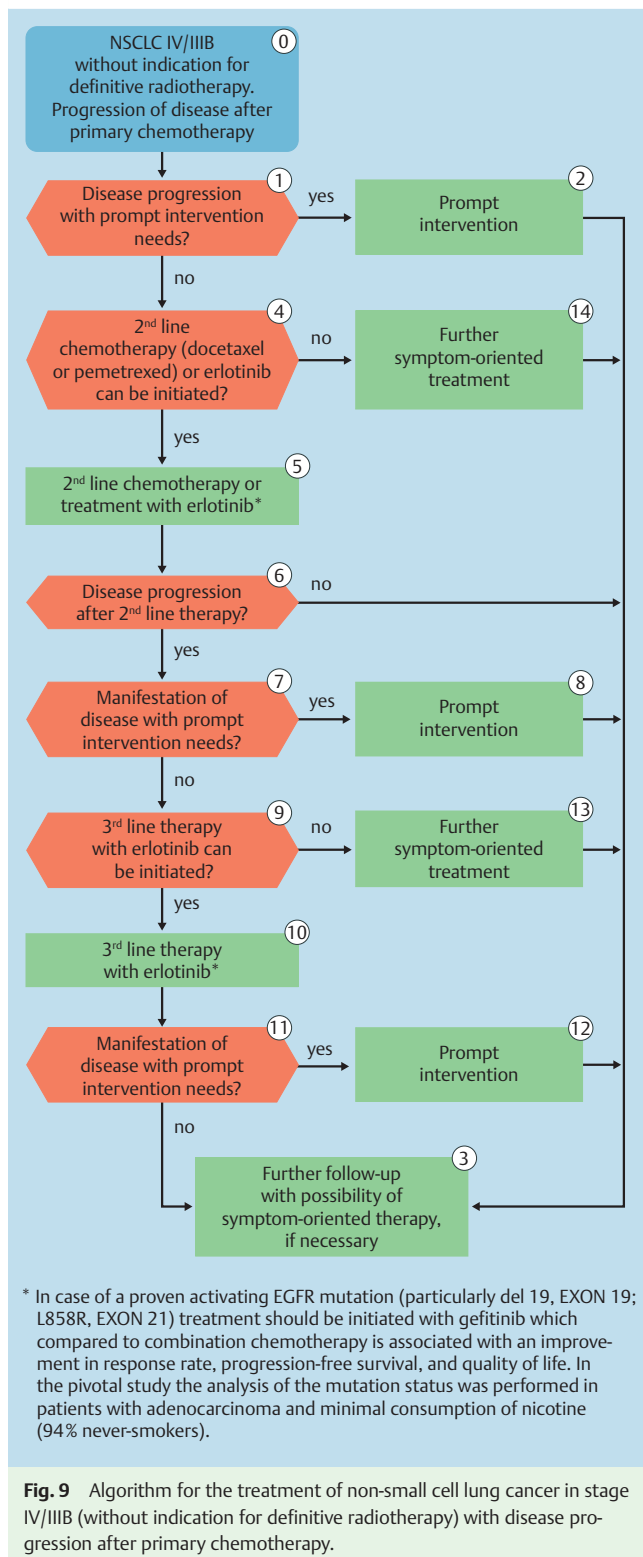 0
NSCLC IV/IIIB
without indication for
definitive radiotherapy.
Progression of disease after
primary chemotherapy
1
Disease progression
with prompt intervention
needs?
yes
2
Prompt
intervention
no
4
2nd line
chemotherapy (docetaxel
or pemetrexed) or erlotinib
can be initiated?
no
14
Further
symptom-oriented
treatment
yes
5
2nd line chemotherapy or
treatment with erlotinib*
6
Disease progression
after 2nd line therapy?
no
yes
7
Manifestation of
disease with prompt
intervention needs?
yes
8
Prompt
intervention
no
9
3rd line therapy
with erlotinib can
be initiated?
no
13
Further
symptom-oriented
treatment
yes
10
3rd line therapy
with erlotinib*
11
Manifestation of
disease with prompt
intervention needs?
yes
12
Prompt
intervention
no
3
Further follow-up
with possibility of
symptom-oriented therapy,
if necessary
* In case of a proven activating EGFR mutation (particularly del 19, EXON 19;
L858R, EXON 21) treatment should be initiated with gefitinib which
compared to combination chemotherapy is associated with an improve-
ment in response rate, progression-free survival, and quality of life. In
the pivotal study the analysis of the mutation status was performed in
patients with adenocarcinoma and minimal consumption of nicotine
(94% never-smokers).
Fig. 9 Algorithm for the treatment of non-small cell lung cancer in stage
IV/IIIB (without indication for definitive radiotherapy) with disease pro-
gression after primary chemotherapy.